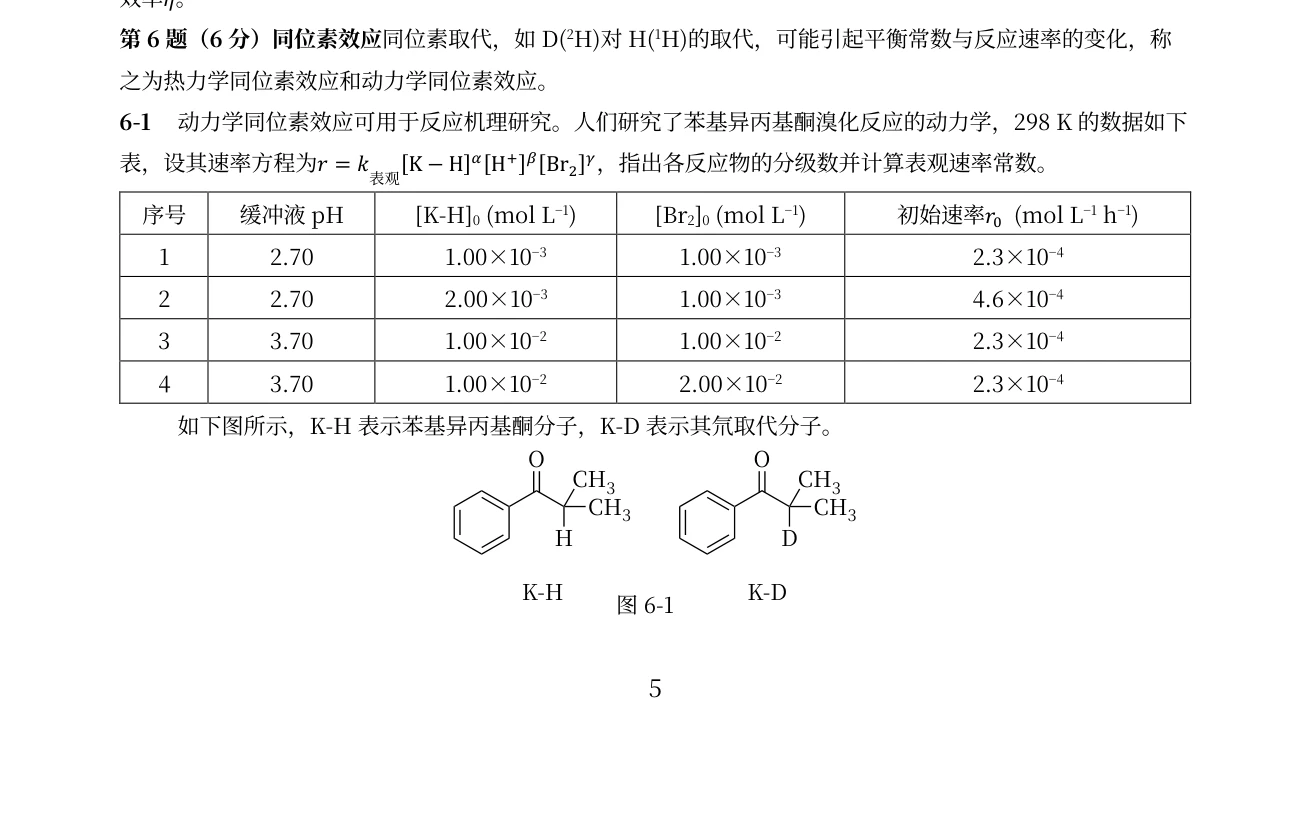 效率η。
第 6 题（6 分）同位素效应同位素取代，如 D(²H)对 H(¹H)的取代，可能引起平衡常数与反应速率的变化，称
之为热力学同位素效应和动力学同位素效应。
6-1 动力学同位素效应可用于反应机理研究。人们研究了苯基异丙基酮溴化反应的动力学，298 K 的数据如下
表，设其速率方程为r = k表观[K − H]^α[H⁺]^β[Br₂]^γ，指出各反应物的分级数并计算表观速率常数。
序号 缓冲液 pH [K-H]₀ (mol L⁻¹) [Br₂]₀ (mol L⁻¹) 初始速率r₀ (mol L⁻¹ h⁻¹)
1 2.70 1.00×10⁻³ 1.00×10⁻³ 2.3×10⁻⁴
2 2.70 2.00×10⁻³ 1.00×10⁻³ 4.6×10⁻⁴
3 3.70 1.00×10⁻² 1.00×10⁻² 2.3×10⁻⁴
4 3.70 1.00×10⁻² 2.00×10⁻² 2.3×10⁻⁴
如下图所示，K-H 表示苯基异丙基酮分子，K-D 表示其氘取代分子。
O O
CH₃ CH₃
CH₃ CH₃
H D
K-H K-D
图 6-1
5